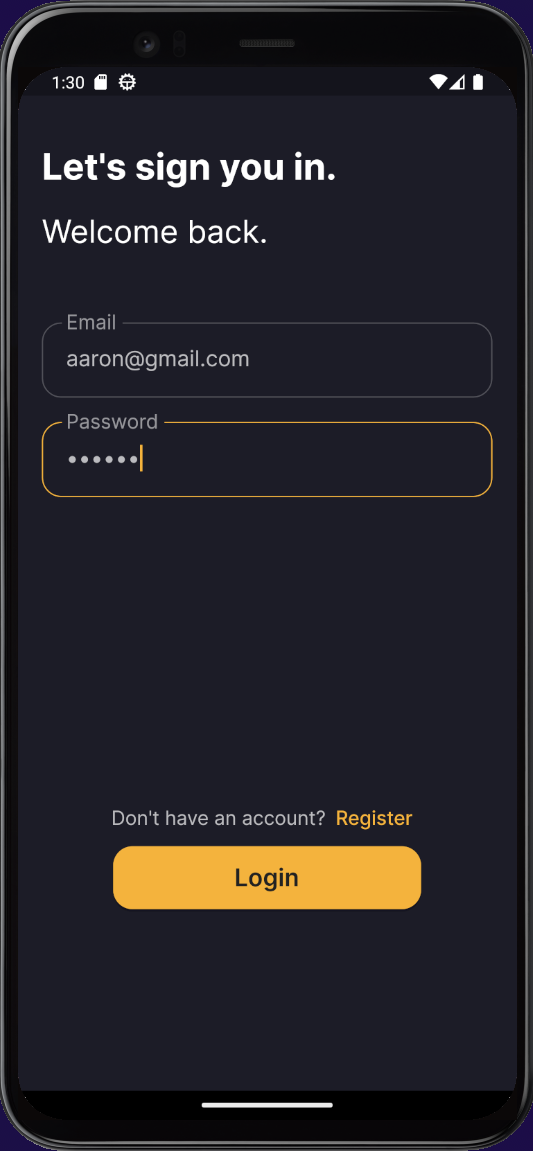 1:30
Let's sign you in.
Welcome back.
Email
aaron@gmail.com
Password
••••••
Don't have an account? Register
Login